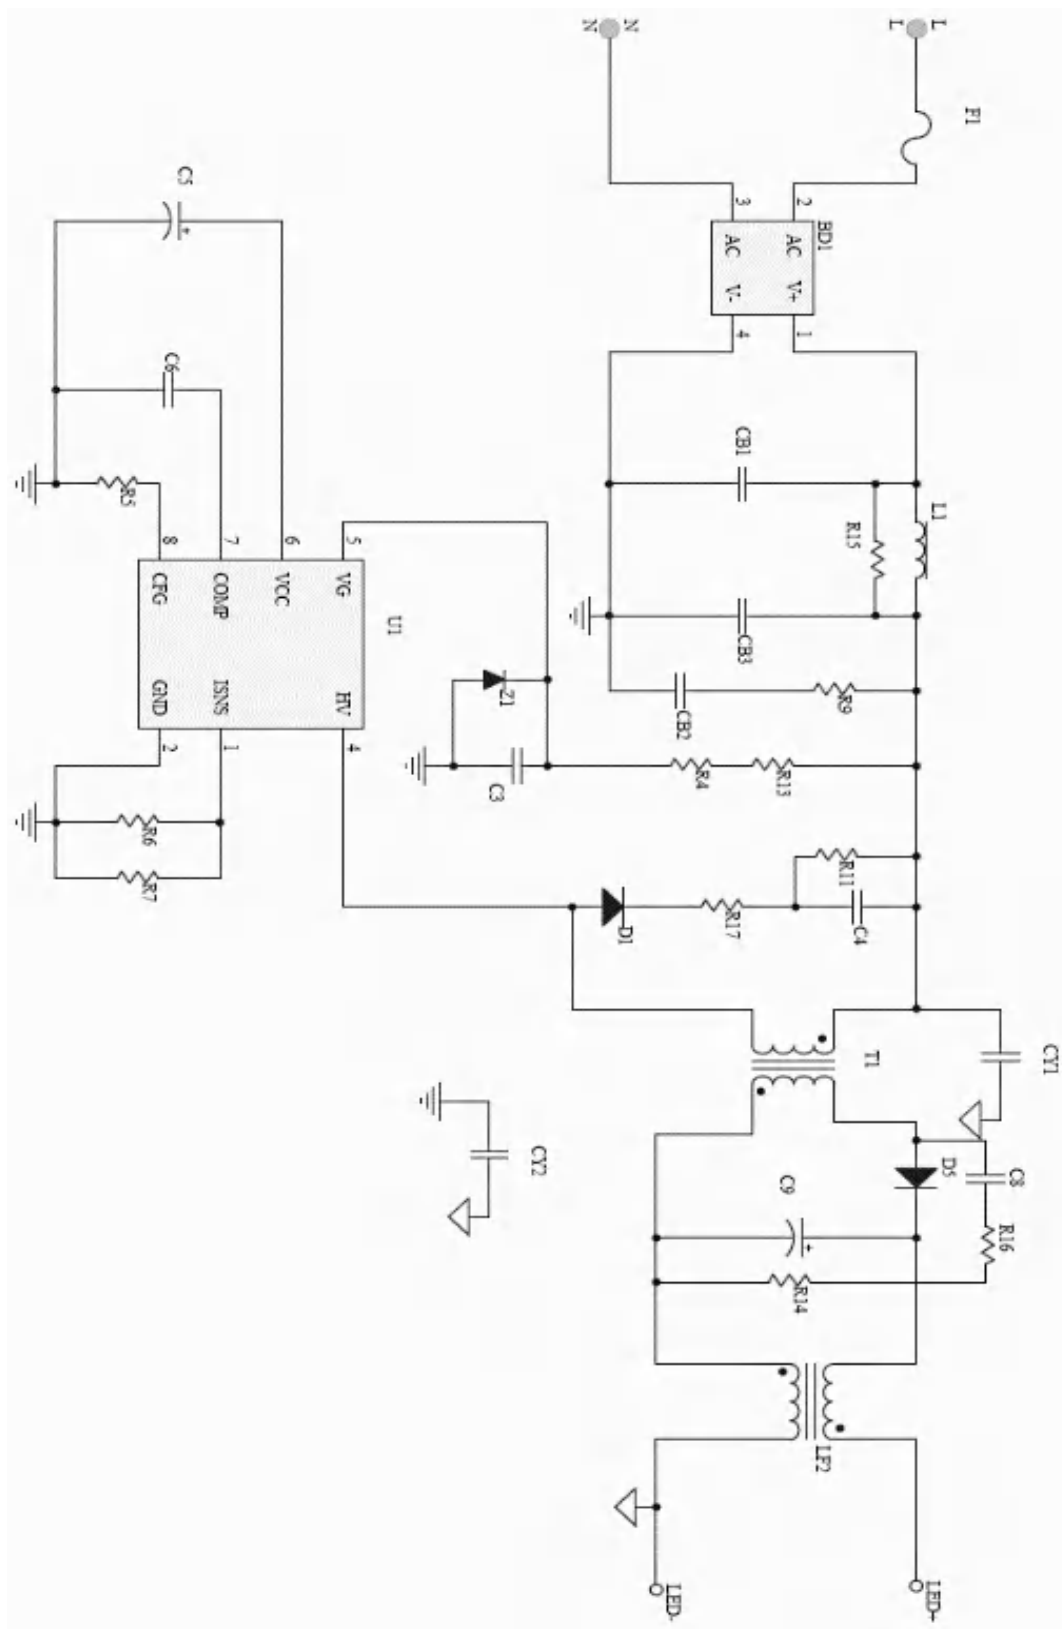 L
L
N
N
F1
BD1
2
AC
3
AC
V+
1
V-
4
L1
R15
CB1
CB3
R9
CB2
R13
R4
C3
Z1
R11
C4
R17
D1
CY1
T1
C8
R16
D5
C9
R14
LF2
LED+
LED-
CY2
C5
C6
R5
U1
5
VG
6
VCC
7
COMP
8
CFG
HV
4
ISNS
1
GND
2
R6
R7